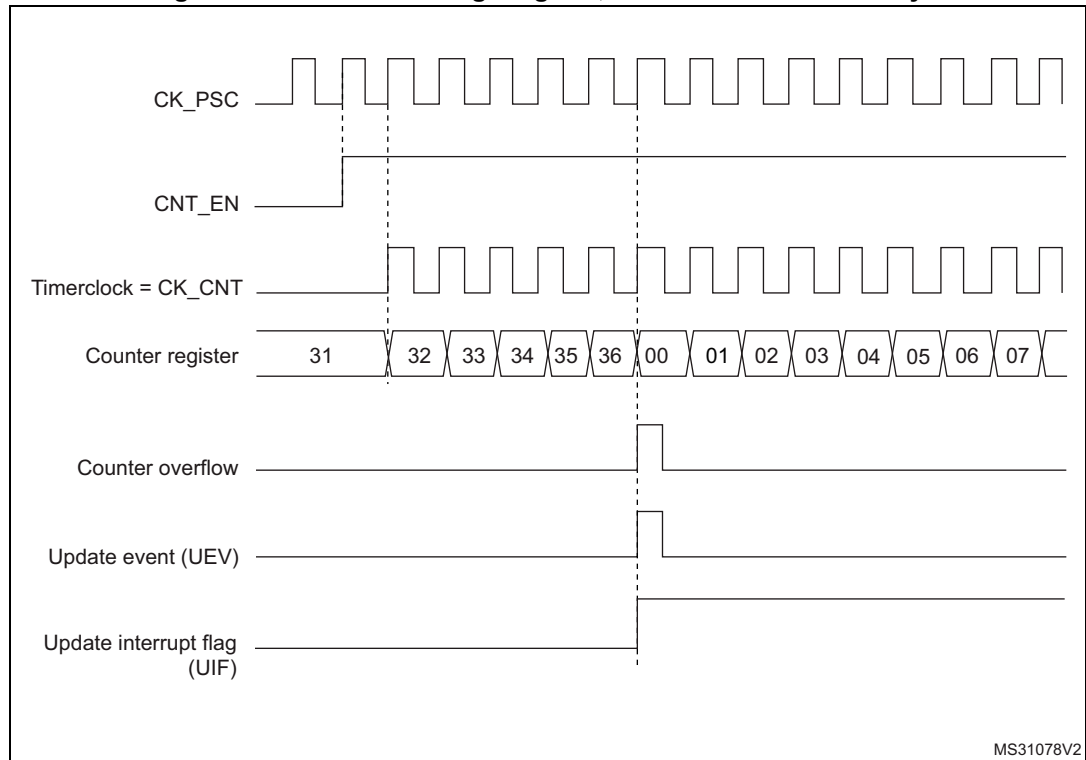 CK_PSC
CNT_EN
Timerclock = CK_CNT
Counter register 31 32 33 34 35 36 00 01 02 03 04 05 06 07
Counter overflow
Update event (UEV)
Update interrupt flag
(UIF)
MS31078V2